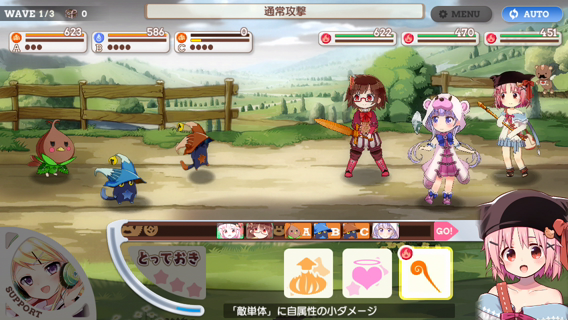 WAVE 1/3 0
通常攻撃
MENU
AUTO
623
A
586
B
0
C
622
470
451
A B C GO!
とっておき
SUPPORT
「敵単体」に自属性の小ダメージ